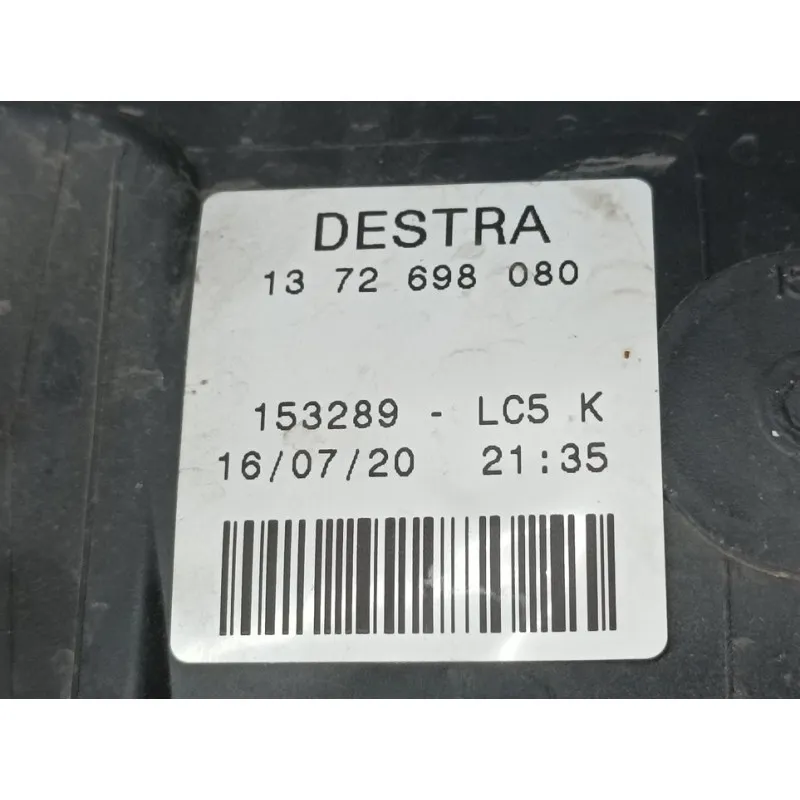 DESTRA
13 72 698 080
153289 - LC5 K
16/07/20 21:35